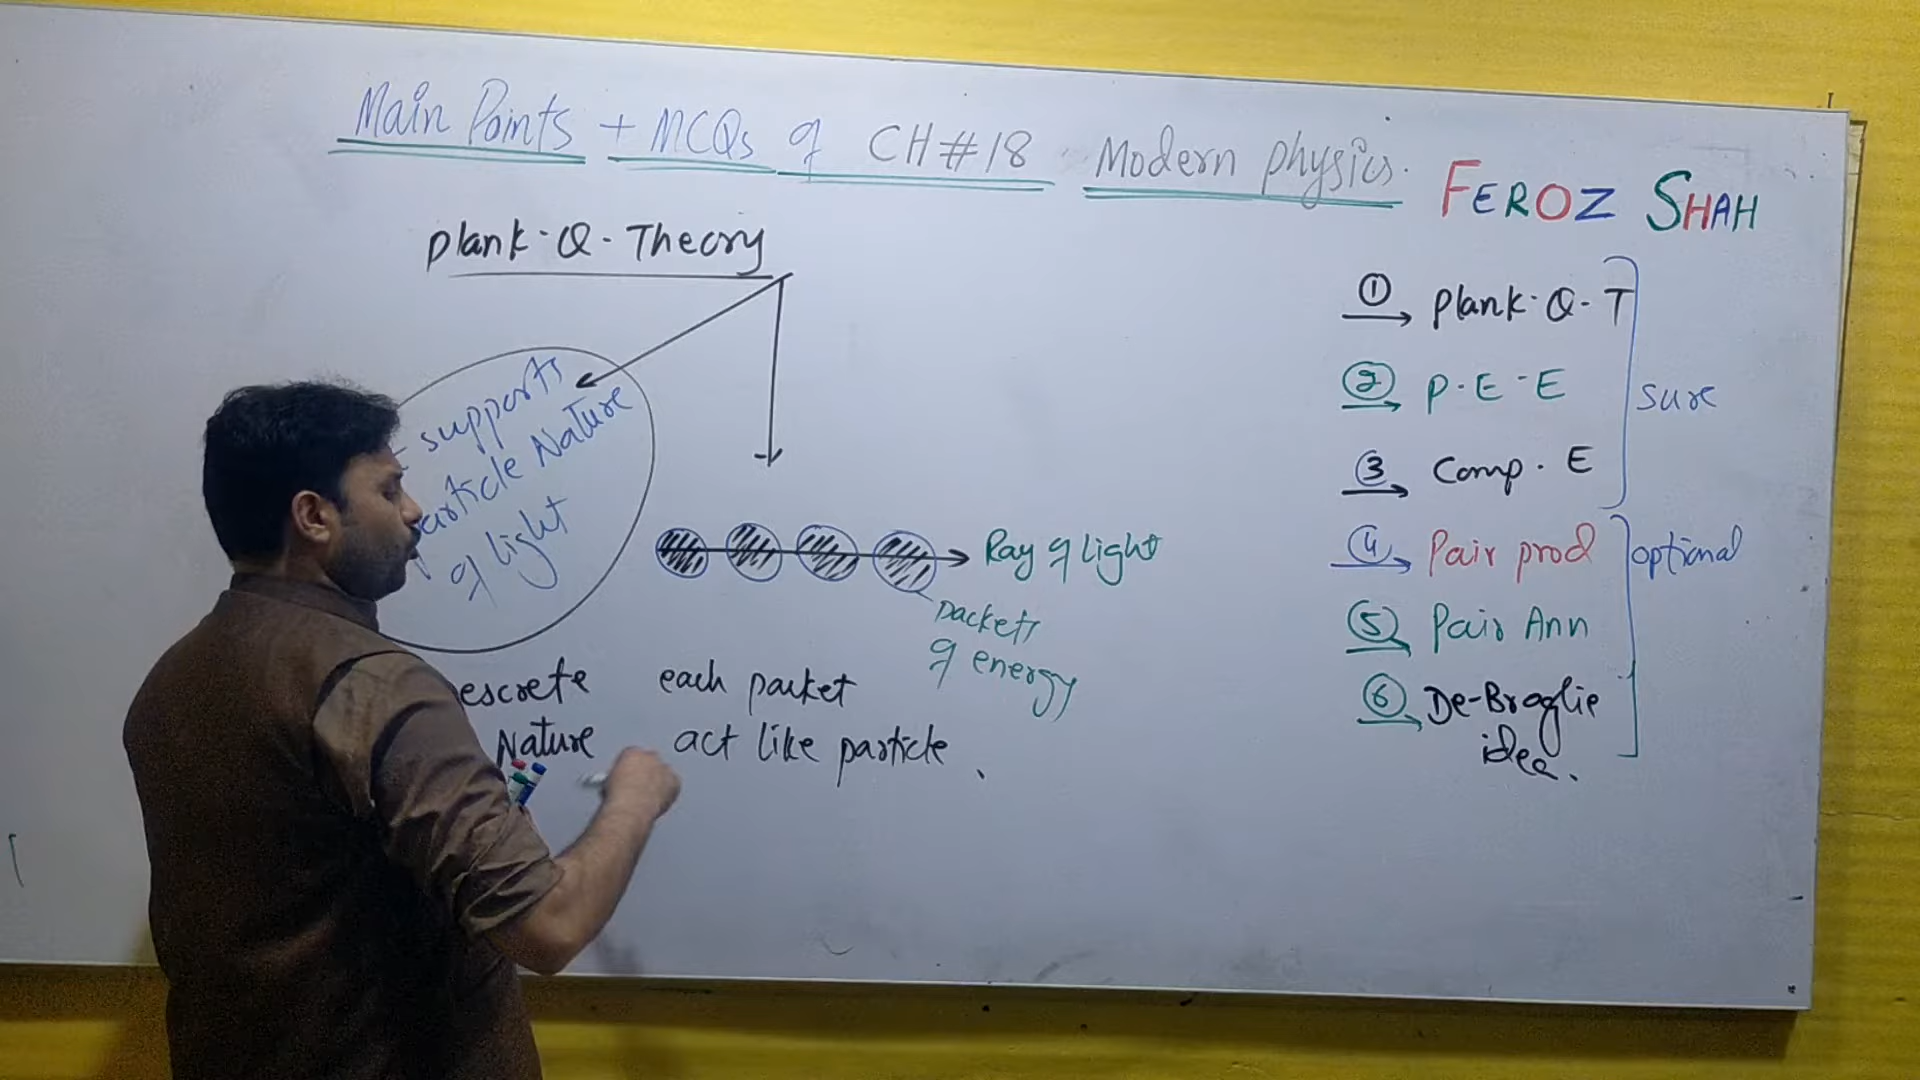 Main Points + MCQs of CH#18 Modern physics.
FEROZ SHAH
Plank-Q-Theory
supports
particle Nature
of light
Ray of light
Packets
of energy
escrete
Nature
each packet
act like particle.
① Plank-Q-T
② P-E-E
③ Comp. E
sure
④ Pair prod
⑤ Pair Ann
⑥ De-Broglie
idea.
optional